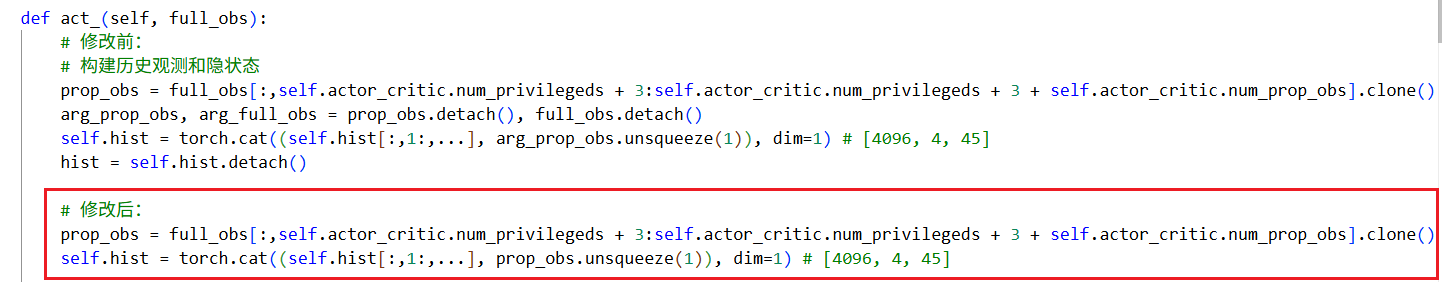 def act_(self, full_obs):
# 修改前：
# 构建历史观测和隐状态
prop_obs = full_obs[:,self.actor_critic.num_privilegeds + 3:self.actor_critic.num_privilegeds + 3 + self.actor_critic.num_prop_obs].clone()
arg_prop_obs, arg_full_obs = prop_obs.detach(), full_obs.detach()
self.hist = torch.cat((self.hist[:,1:,...], arg_prop_obs.unsqueeze(1)), dim=1) # [4096, 4, 45]
hist = self.hist.detach()
# 修改后：
prop_obs = full_obs[:,self.actor_critic.num_privilegeds + 3:self.actor_critic.num_privilegeds + 3 + self.actor_critic.num_prop_obs].clone()
self.hist = torch.cat((self.hist[:,1:,...], prop_obs.unsqueeze(1)), dim=1) # [4096, 4, 45]